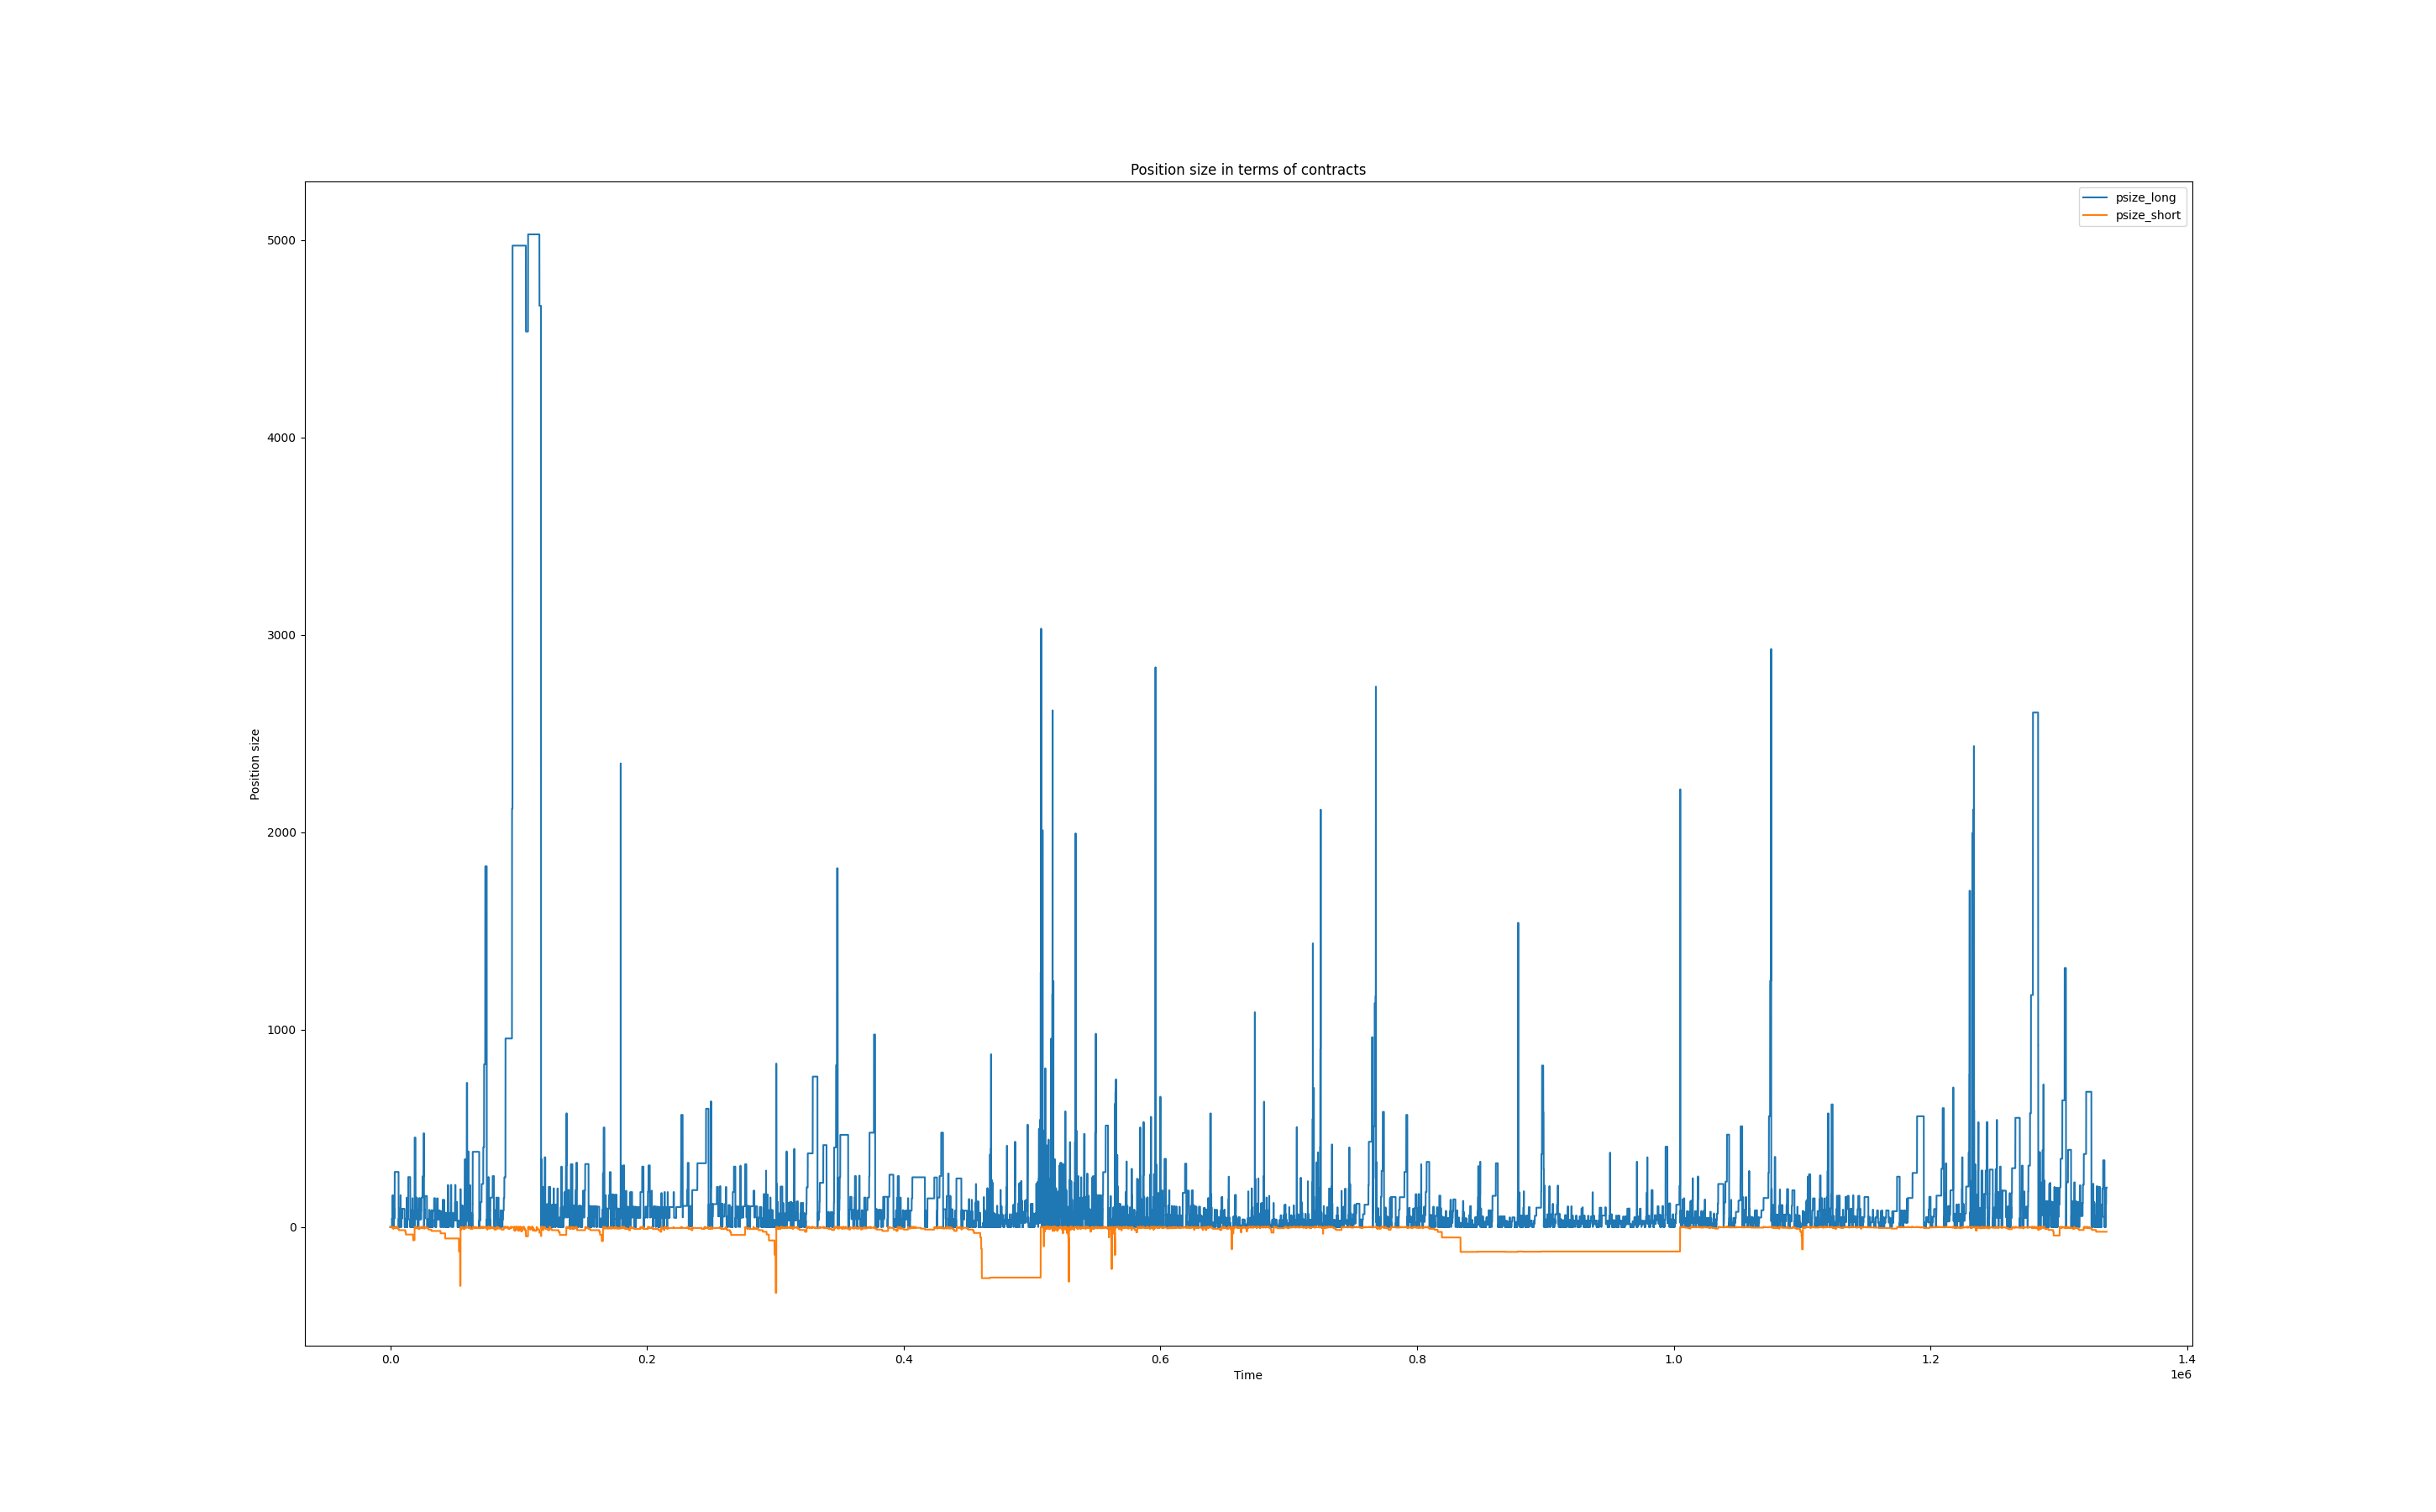 Position size in terms of contracts
psize_long
psize_short
5000
4000
3000
2000
1000
0
Position size
0.0 0.2 0.4 0.6 0.8 1.0 1.2 1.4
Time
1e6